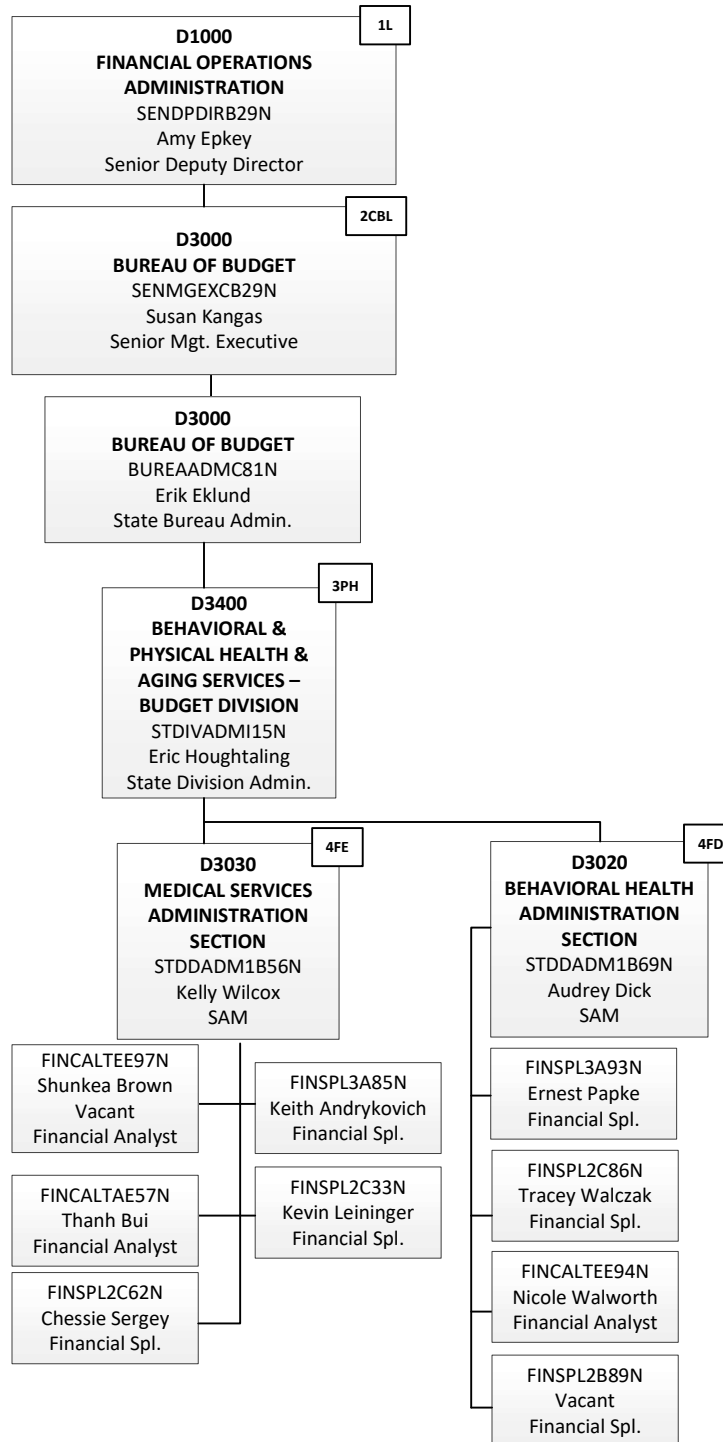 1L
D1000
FINANCIAL OPERATIONS
ADMINISTRATION
SENDPDIRB29N
Amy Epkey
Senior Deputy Director
2CBL
D3000
BUREAU OF BUDGET
SENMGEXCB29N
Susan Kangas
Senior Mgt. Executive
D3000
BUREAU OF BUDGET
BUREAADMC81N
Erik Eklund
State Bureau Admin.
3PH
D3400
BEHAVIORAL &
PHYSICAL HEALTH &
AGING SERVICES –
BUDGET DIVISION
STDIVADMI15N
Eric Houghtaling
State Division Admin.
4FE
D3030
MEDICAL SERVICES
ADMINISTRATION
SECTION
STDDADM1B56N
Kelly Wilcox
SAM
FINCALTEE97N
Shunkea Brown
Vacant
Financial Analyst
FINSPL3A85N
Keith Andrykovich
Financial Spl.
FINCALTAE57N
Thanh Bui
Financial Analyst
FINSPL2C33N
Kevin Leininger
Financial Spl.
FINSPL2C62N
Chessie Sergey
Financial Spl.
4FD
D3020
BEHAVIORAL HEALTH
ADMINISTRATION
SECTION
STDDADM1B69N
Audrey Dick
SAM
FINSPL3A93N
Ernest Papke
Financial Spl.
FINSPL2C86N
Tracey Walczak
Financial Spl.
FINCALTEE94N
Nicole Walworth
Financial Analyst
FINSPL2B89N
Vacant
Financial Spl.